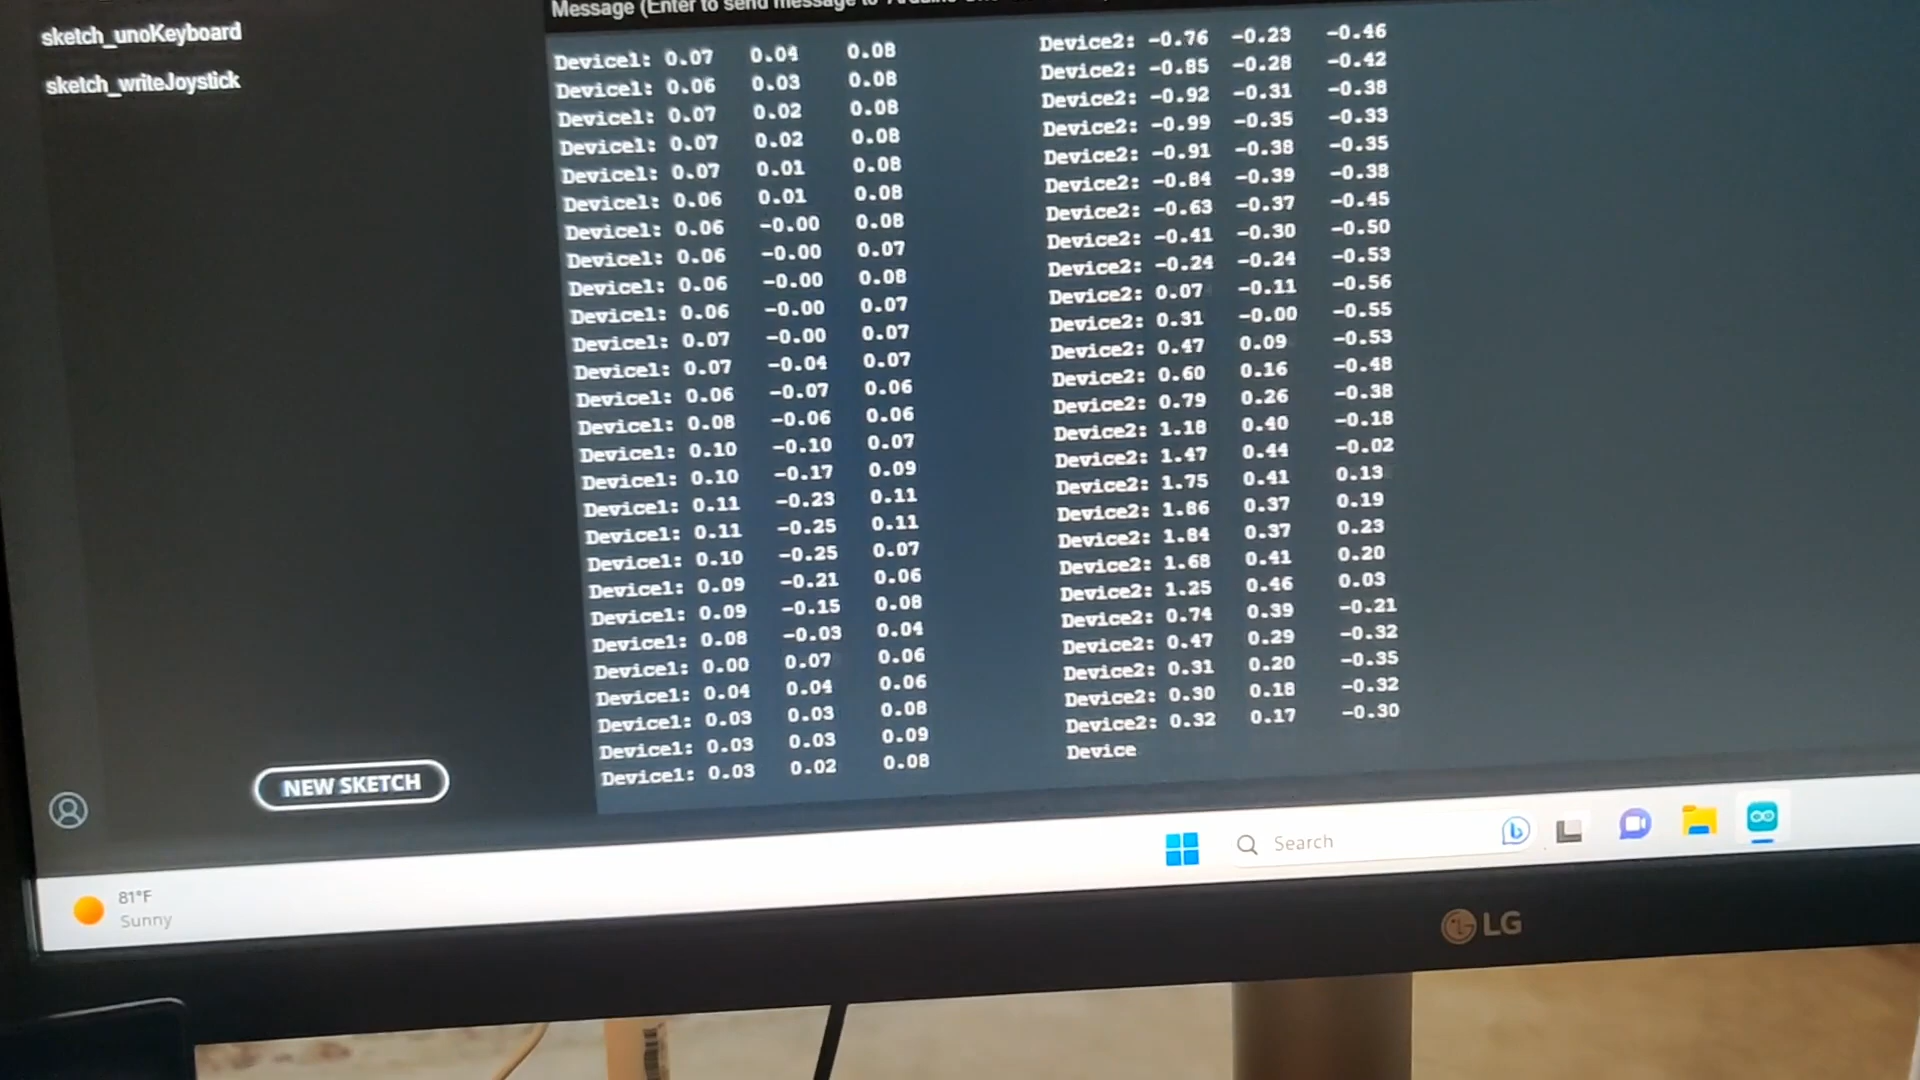 Message (Enter to send message to 'Arduino
sketch_unoKeyboard
sketch_writeJoystick
Device1: 0.07 0.04 0.08 Device2: -0.76 -0.23 -0.46
Device1: 0.06 0.03 0.08 Device2: -0.85 -0.28 -0.42
Device1: 0.07 0.02 0.08 Device2: -0.92 -0.31 -0.38
Device1: 0.07 0.02 0.08 Device2: -0.99 -0.35 -0.33
Device1: 0.07 0.01 0.08 Device2: -0.91 -0.38 -0.35
Device1: 0.06 0.01 0.08 Device2: -0.84 -0.39 -0.38
Device1: 0.06 -0.00 0.08 Device2: -0.63 -0.37 -0.45
Device1: 0.06 -0.00 0.07 Device2: -0.41 -0.30 -0.50
Device1: 0.06 -0.00 0.08 Device2: -0.24 -0.24 -0.53
Device1: 0.06 -0.00 0.07 Device2: 0.07 -0.11 -0.56
Device1: 0.07 -0.00 0.07 Device2: 0.31 -0.00 -0.55
Device1: 0.07 -0.04 0.07 Device2: 0.47 0.09 -0.53
Device1: 0.06 -0.07 0.06 Device2: 0.60 0.16 -0.48
Device1: 0.08 -0.06 0.06 Device2: 0.79 0.26 -0.38
Device1: 0.10 -0.10 0.07 Device2: 1.18 0.40 -0.18
Device1: 0.10 -0.17 0.09 Device2: 1.47 0.44 -0.02
Device1: 0.11 -0.23 0.11 Device2: 1.75 0.41 0.13
Device1: 0.11 -0.25 0.11 Device2: 1.86 0.37 0.19
Device1: 0.10 -0.25 0.07 Device2: 1.84 0.37 0.23
Device1: 0.09 -0.21 0.06 Device2: 1.68 0.41 0.20
Device1: 0.09 -0.15 0.08 Device2: 1.25 0.46 0.03
Device1: 0.08 -0.03 0.04 Device2: 0.74 0.39 -0.21
Device1: 0.00 0.07 0.06 Device2: 0.47 0.29 -0.32
Device1: 0.04 0.04 0.06 Device2: 0.31 0.20 -0.35
Device1: 0.03 0.03 0.08 Device2: 0.30 0.18 -0.32
Device1: 0.03 0.03 0.09 Device2: 0.32 0.17 -0.30
Device1: 0.03 0.02 0.08 Device
NEW SKETCH
Search
81°F
Sunny
LG